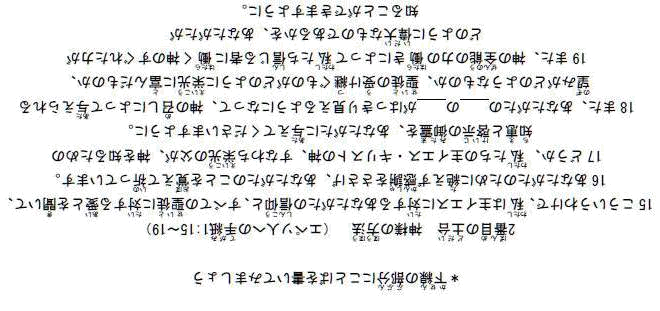 ＊下線の部分にことばを書いてみましょう
2番目の土台　神様の方法　（エペソ人への手紙1：15～19）
15 こういうわけで、私は主イエスに対するあなたがたの信仰と、すべての聖徒に対する愛とを聞いて、
16 あなたがたのために絶えず感謝をささげ、あなたがたのことを覚えて祈っています。
17 どうか、私たちの主イエス・キリストの神、すなわち栄光の父が、神を知るための
知恵と啓示の御霊を、あなたがたに与えてくださいますように。
18 また、あなたがたの____の____がはっきり見えるようになって、神の召しによって与えられる
望みがどのようなものか、聖徒の受け継ぐものがどのように栄光に富んだものか、
19 また、神の全能の力の働きによって私たち信じる者に働く神のすぐれた力が
どのように偉大なものであるかを、あなたがたが
知ることができますように。